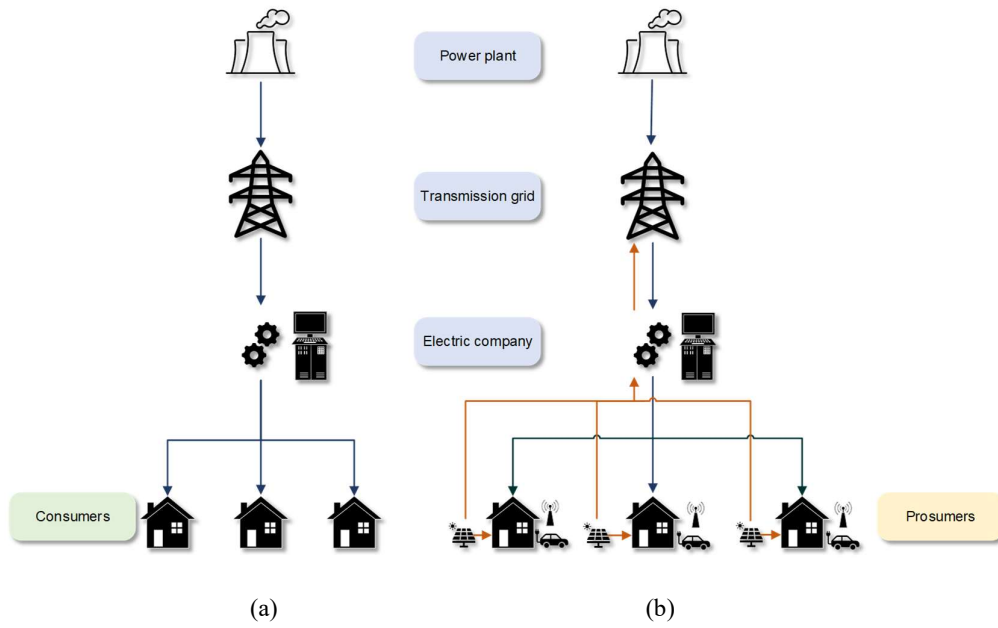 Power plant
Transmission grid
Electric company
Consumers
Prosumers
(a)
(b)